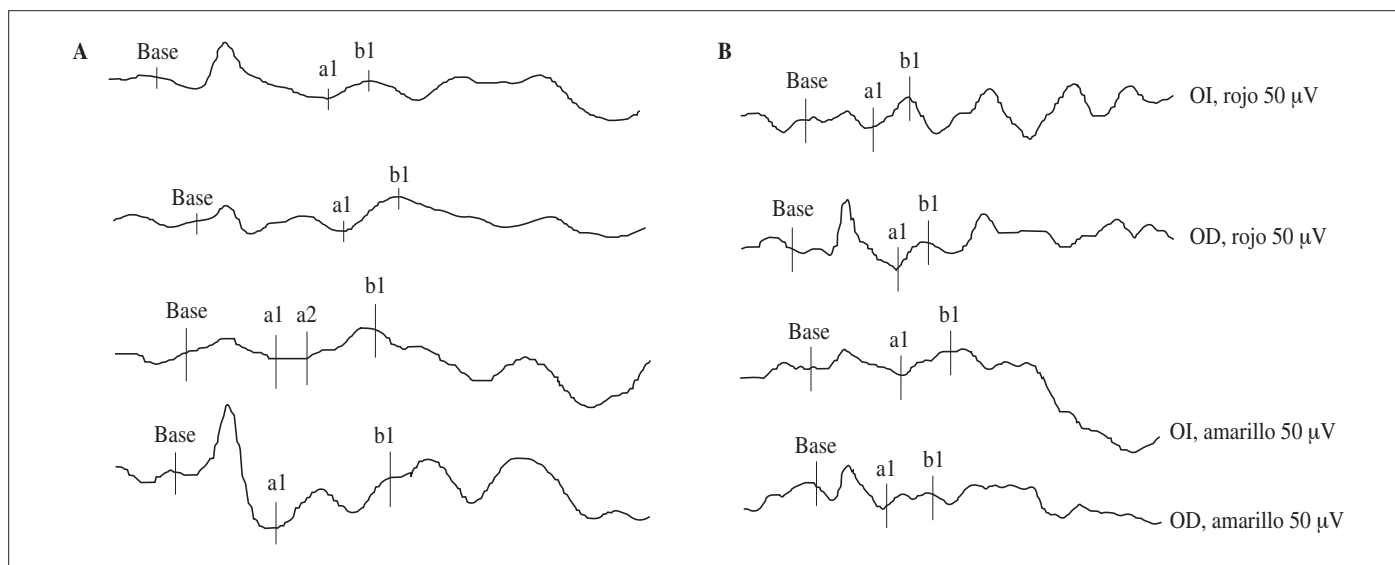 A
Base
a1
b1
Base
a1
b1
Base
a1
a2
b1
Base
a1
b1
B
Base
a1
b1
OI, rojo 50 µV
Base
a1
b1
OD, rojo 50 µV
Base
a1
b1
OI, amarillo 50 µV
Base
a1
b1
OD, amarillo 50 µV